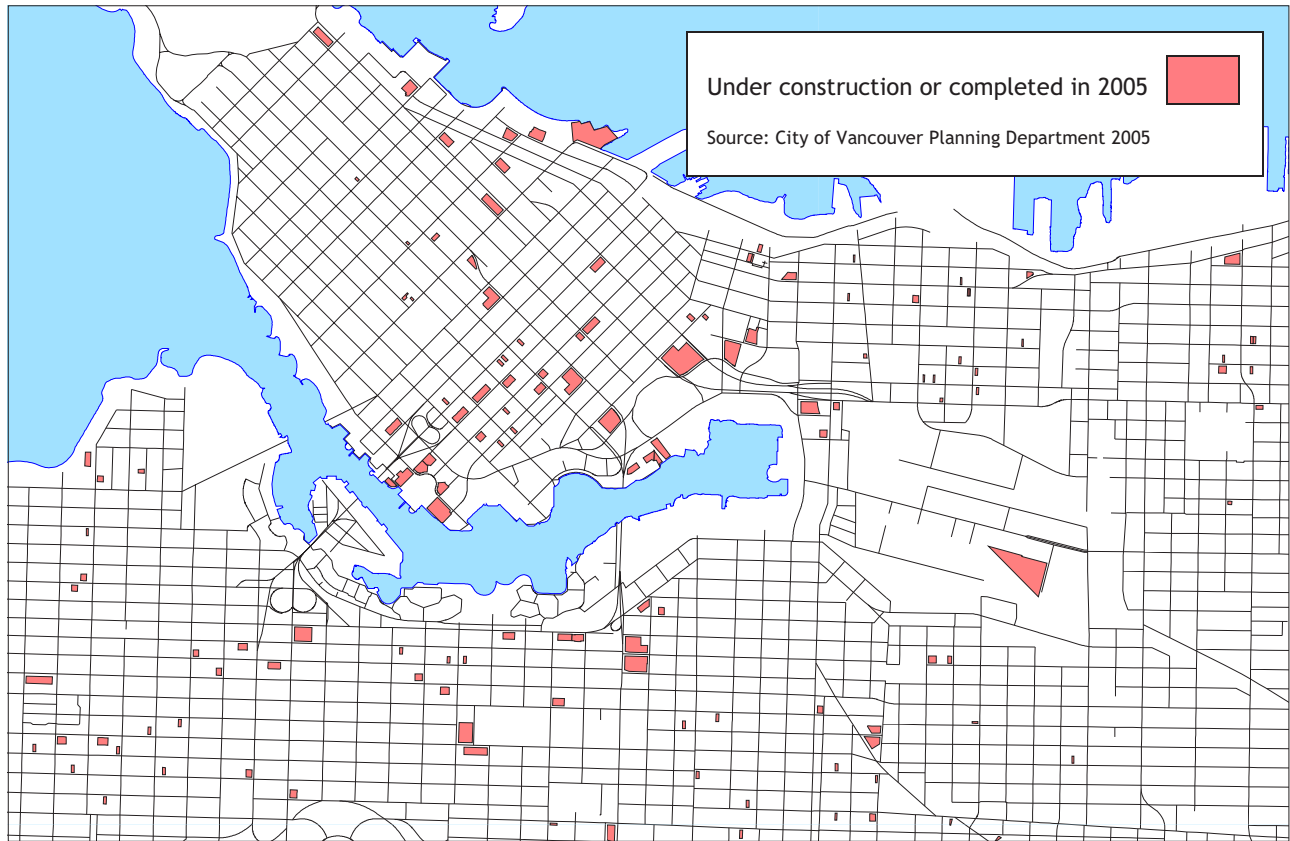 Under construction or completed in 2005
Source: City of Vancouver Planning Department 2005